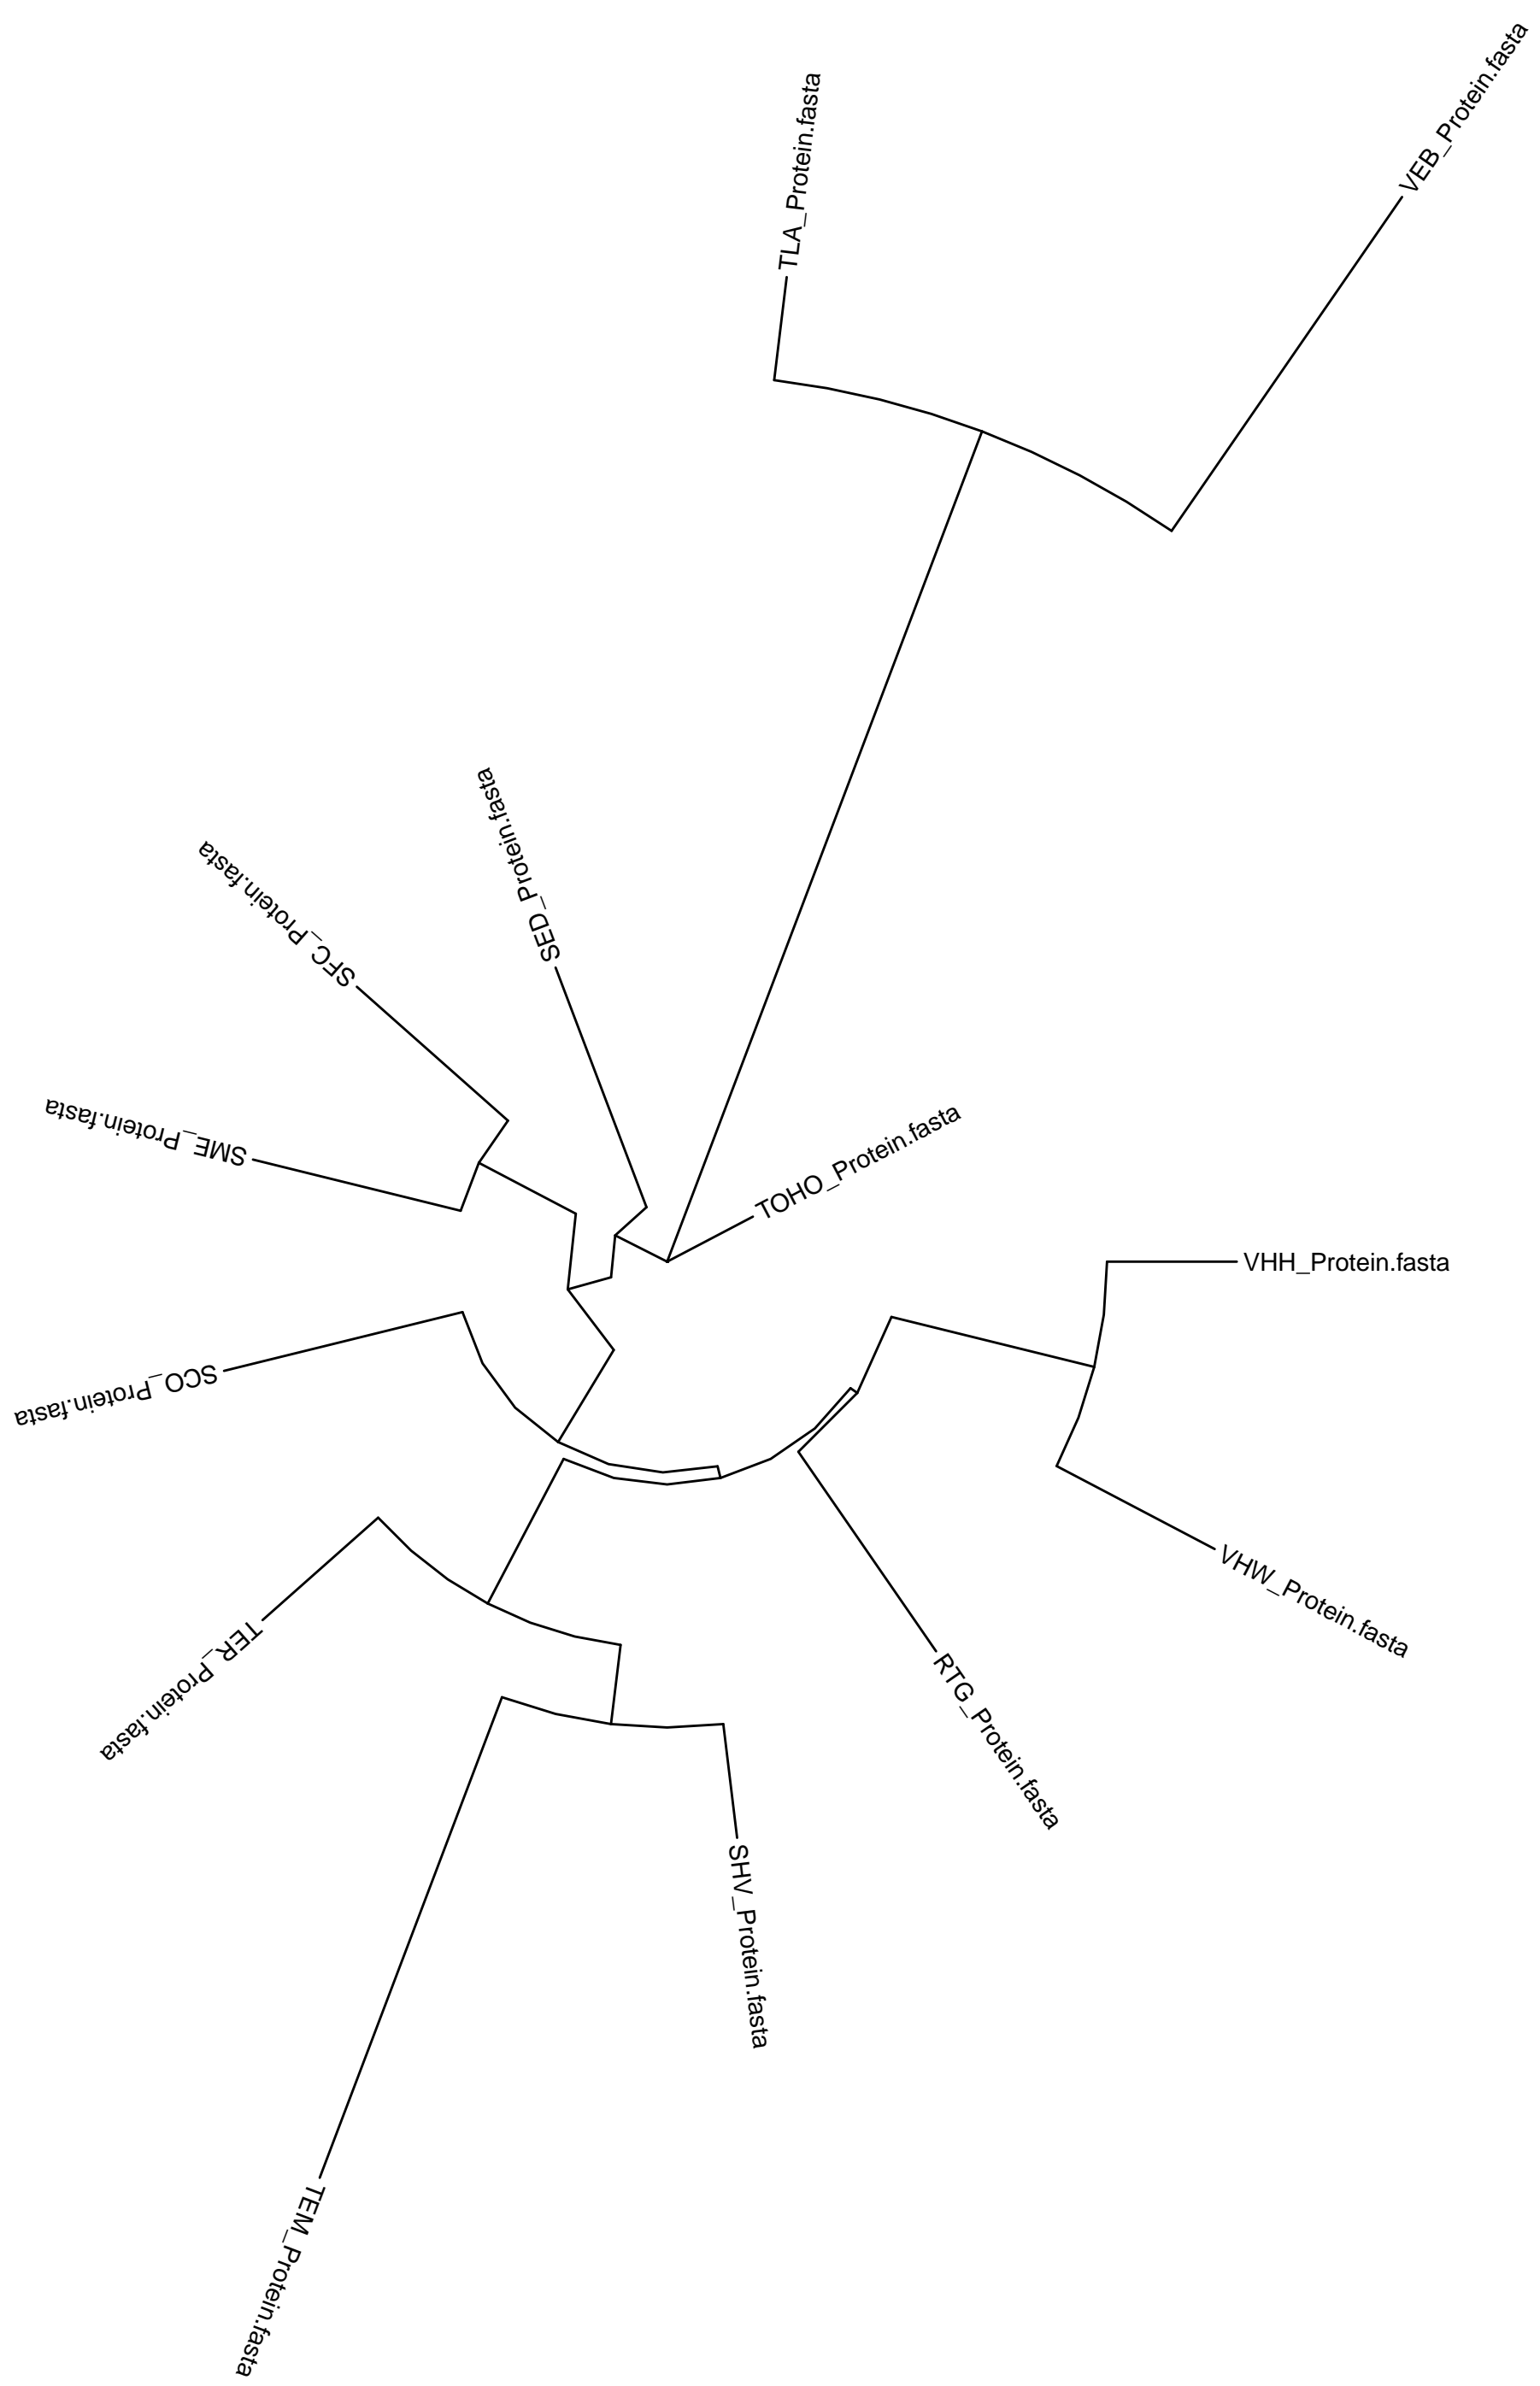 VEB_Protein.fasta
TLA_Protein.fasta
SED_Protein.fasta
SFC_Protein.fasta
SME_Protein.fasta
TOHO_Protein.fasta
VHH_Protein.fasta
SCO_Protein.fasta
VHW_Protein.fasta
TER_Protein.fasta
RTG_Protein.fasta
SHV_Protein.fasta
TEM_Protein.fasta